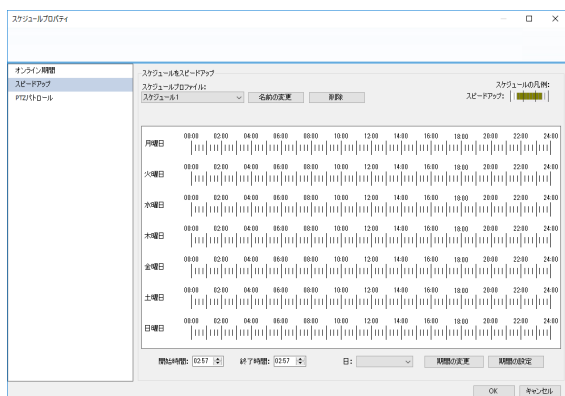 スケジュールプロパティ
オンライン期間
スピードアップ
PTZパトロール
スケジュールをスピードアップ
スケジュールプロファイル:
スケジュール1 名前の変更 削除
スケジュールの凡例:
スピードアップ:
00:00 02:00 04:00 06:00 08:00 10:00 12:00 14:00 16:00 18:00 20:00 22:00 24:00
月曜日
00:00 02:00 04:00 06:00 08:00 10:00 12:00 14:00 16:00 18:00 20:00 22:00 24:00
火曜日
00:00 02:00 04:00 06:00 08:00 10:00 12:00 14:00 16:00 18:00 20:00 22:00 24:00
水曜日
00:00 02:00 04:00 06:00 08:00 10:00 12:00 14:00 16:00 18:00 20:00 22:00 24:00
木曜日
00:00 02:00 04:00 06:00 08:00 10:00 12:00 14:00 16:00 18:00 20:00 22:00 24:00
金曜日
00:00 02:00 04:00 06:00 08:00 10:00 12:00 14:00 16:00 18:00 20:00 22:00 24:00
土曜日
00:00 02:00 04:00 06:00 08:00 10:00 12:00 14:00 16:00 18:00 20:00 22:00 24:00
日曜日
開始時間: 02:57 終了時間: 02:57 日: 期間の変更 期間の設定
OK キャンセル